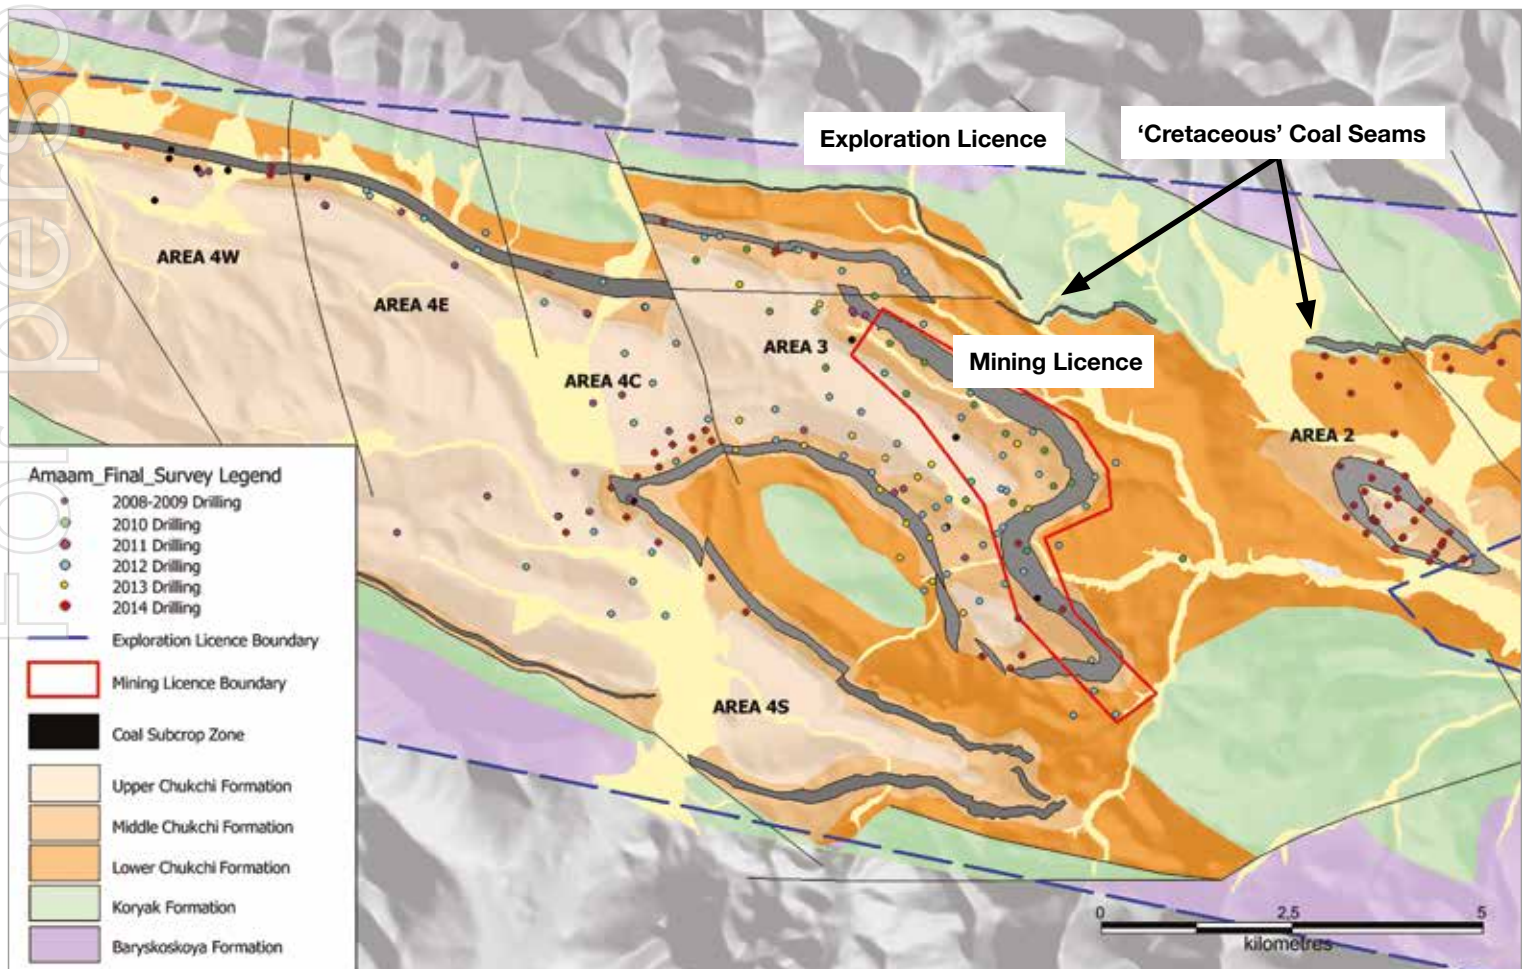 For perso
Exploration Licence
'Cretaceous' Coal Seams
AREA 4W
AREA 4E
AREA 3
Mining Licence
AREA 4C
AREA 2
AREA 4S
Amaam_Final_Survey Legend
2008-2009 Drilling
2010 Drilling
2011 Drilling
2012 Drilling
2013 Drilling
2014 Drilling
Exploration Licence Boundary
Mining Licence Boundary
Coal Subcrop Zone
Upper Chukchi Formation
Middle Chukchi Formation
Lower Chukchi Formation
Koryak Formation
Baryskoskoya Formation
0 2,5 5
kilometres